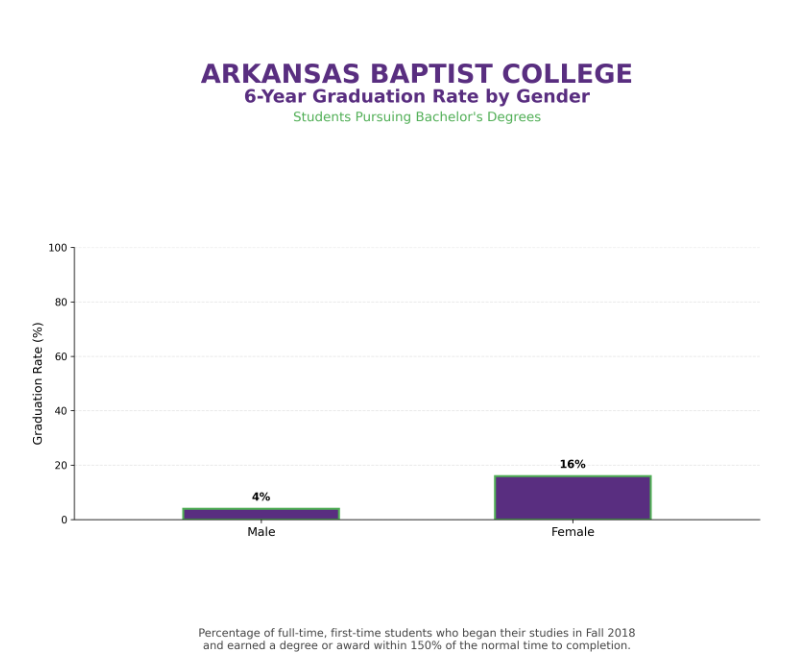 ARKANSAS BAPTIST COLLEGE
6-Year Graduation Rate by Gender
Students Pursuing Bachelor's Degrees
Graduation Rate (%)
100
80
60
40
20
0
4%
16%
Male
Female
Percentage of full-time, first-time students who began their studies in Fall 2018
and earned a degree or award within 150% of the normal time to completion.